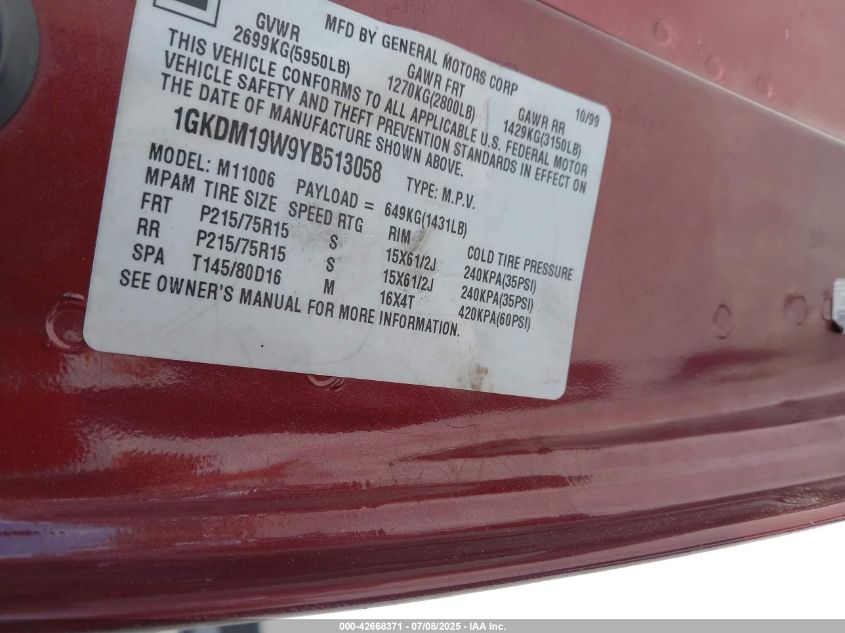 MFD BY GENERAL MOTORS CORP
10/99
GVWR GAWR FRT GAWR RR
2699KG(5950LB) 1270KG(2800LB) 1429KG(3150LB)
THIS VEHICLE CONFORMS TO ALL APPLICABLE U.S. FEDERAL MOTOR
VEHICLE SAFETY AND THEFT PREVENTION STANDARDS IN EFFECT ON
THE DATE OF MANUFACTURE SHOWN ABOVE.
1GKDM19W9YB513058 TYPE: M.P.V.
MODEL: M11006 PAYLOAD = 649KG(1431LB)
MPAM TIRE SIZE SPEED RTG RIM COLD TIRE PRESSURE
FRT P215/75R15 S 15X61/2J 240KPA(35PSI)
RR P215/75R15 S 15X61/2J 240KPA(35PSI)
SPA T145/80D16 M 16X4T 420KPA(60PSI)
SEE OWNER'S MANUAL FOR MORE INFORMATION.
000-42668371 | 07/08/2025 - IAA Inc.